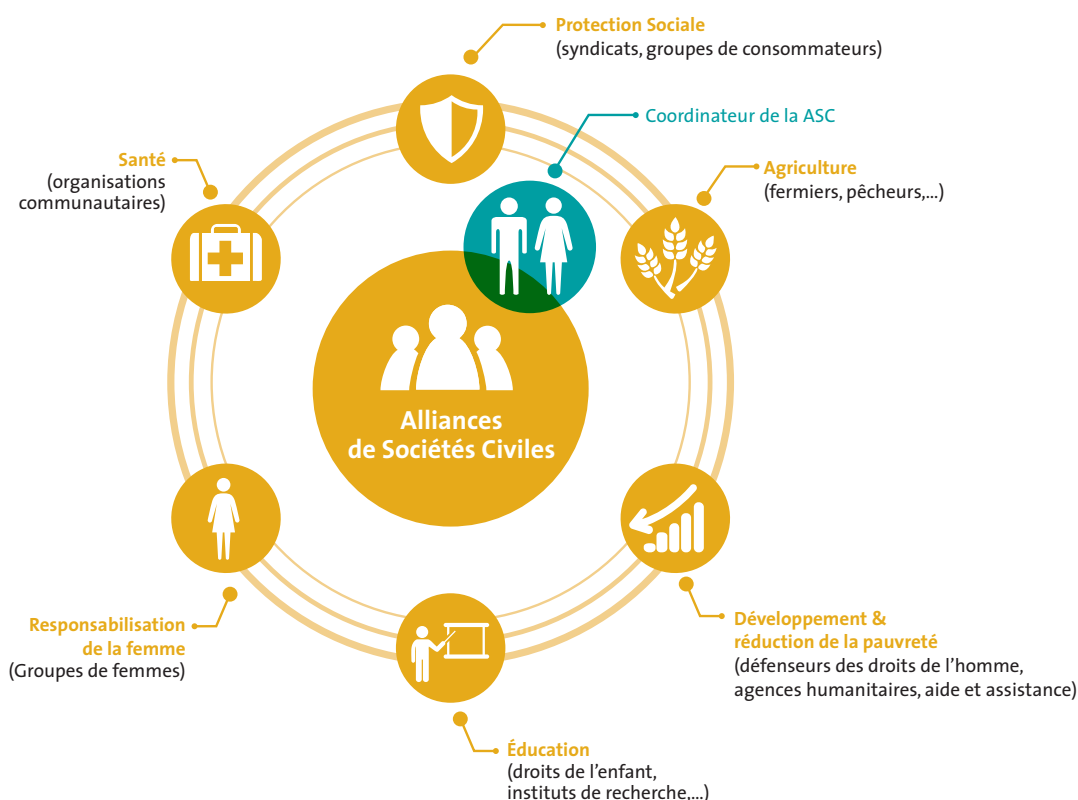 Protection Sociale
(syndicats, groupes de consommateurs)
Coordinateur de la ASC
Santé
(organisations
communautaires)
Agriculture
(fermiers, pêcheurs,...)
Alliances
de Sociétés Civiles
Responsabilisation
de la femme
(Groupes de femmes)
Développement &
réduction de la pauvreté
(défenseurs des droits de l’homme,
agences humanitaires, aide et assistance)
Éducation
(droits de l’enfant,
instituts de recherche,...)